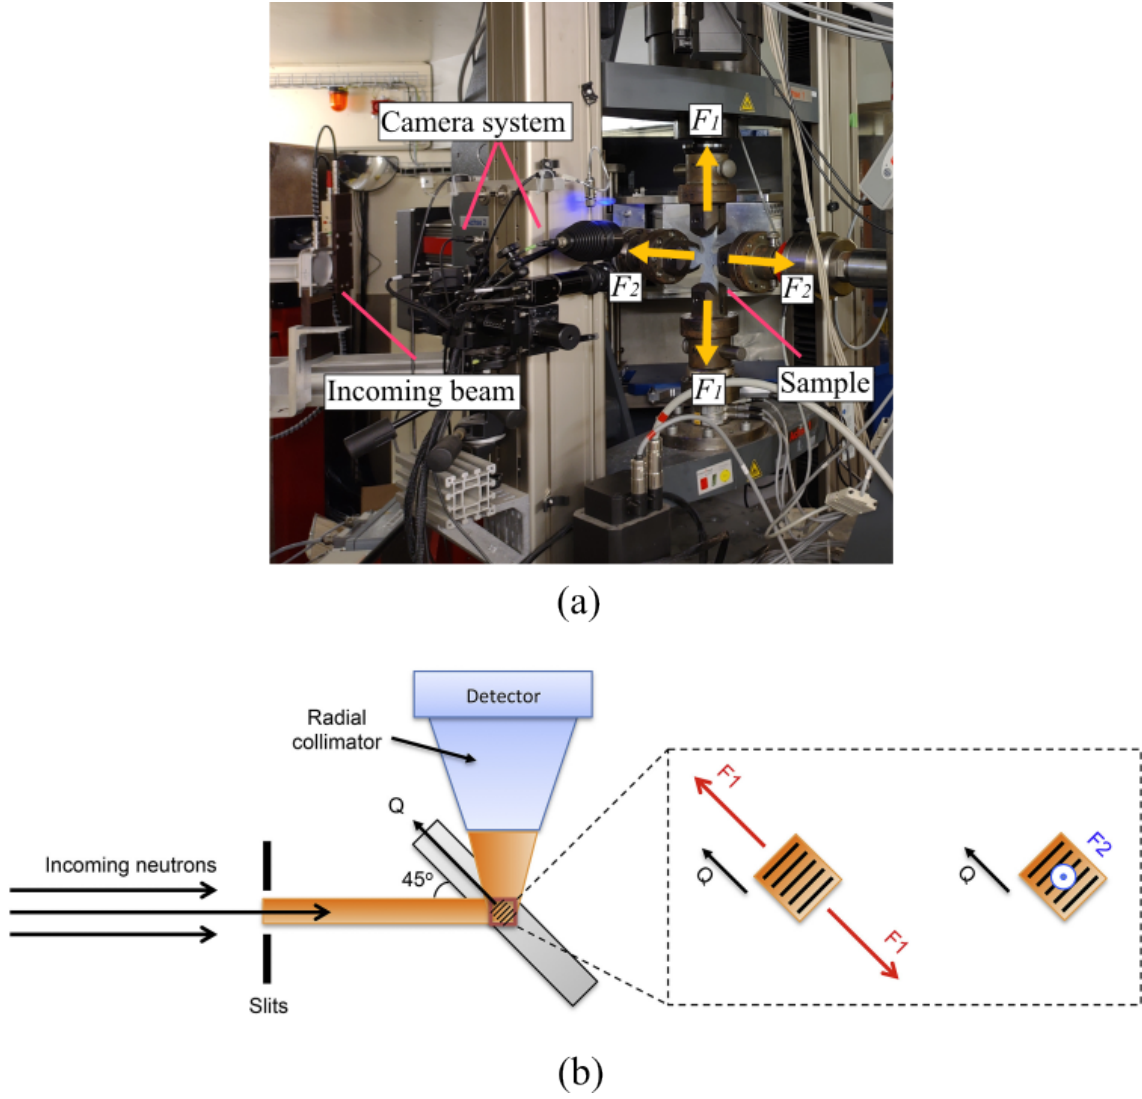 F1
Camera system
F2
F2
Incoming beam
F1
Sample
(a)
Detector
Radial
collimator
Q
F1
F2
Incoming neutrons
45°
Q
Q
F1
Slits
(b)